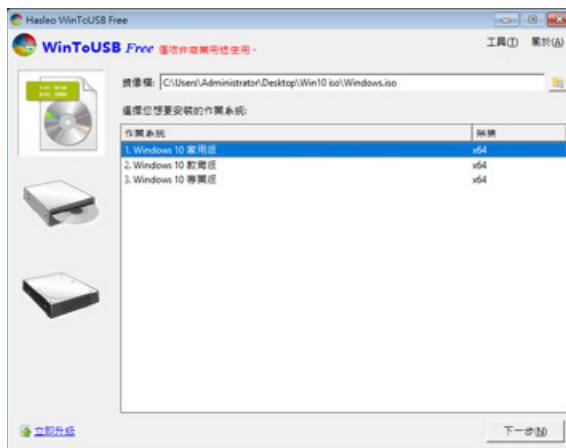 Hasleo WinToUSB Free
WinToUSB Free 僅限非商業用途使用。
工具(T) 關於(A)
映像檔: C:\Users\Administrator\Desktop\Win10 iso\Windows.iso
選擇您想要安裝的作業系統:
作業系統 架構
1. Windows 10 家用版 x64
2. Windows 10 教育版 x64
3. Windows 10 專業版 x64
立即升級 下一步(N)